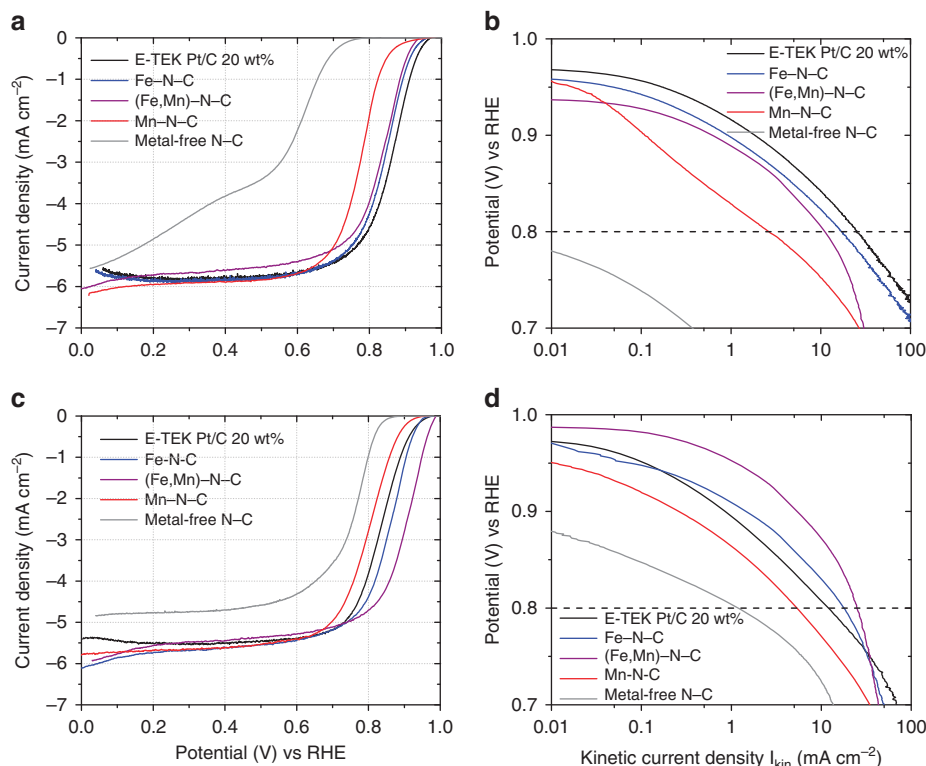 a
Current density (mA cm⁻²)
0
−1
−2
−3
−4
−5
−6
−7
E-TEK Pt/C 20 wt%
Fe–N–C
(Fe,Mn)–N–C
Mn–N–C
Metal-free N–C
0.0 0.2 0.4 0.6 0.8 1.0
b
Potential (V) vs RHE
1.0
0.9
0.8
0.7
E-TEK Pt/C 20 wt%
Fe–N–C
(Fe,Mn)–N–C
Mn–N–C
Metal-free N–C
0.01 0.1 1 10 100
c
Current density (mA cm⁻²)
0
−1
−2
−3
−4
−5
−6
−7
E-TEK Pt/C 20 wt%
Fe-N-C
(Fe,Mn)–N–C
Mn–N–C
Metal-free N–C
0.0 0.2 0.4 0.6 0.8 1.0
Potential (V) vs RHE
d
Potential (V) vs RHE
1.0
0.9
0.8
0.7
E-TEK Pt/C 20 wt%
Fe–N–C
(Fe,Mn)–N–C
Mn-N-C
Metal-free N–C
0.01 0.1 1 10 100
Kinetic current density I_kin (mA cm⁻²)